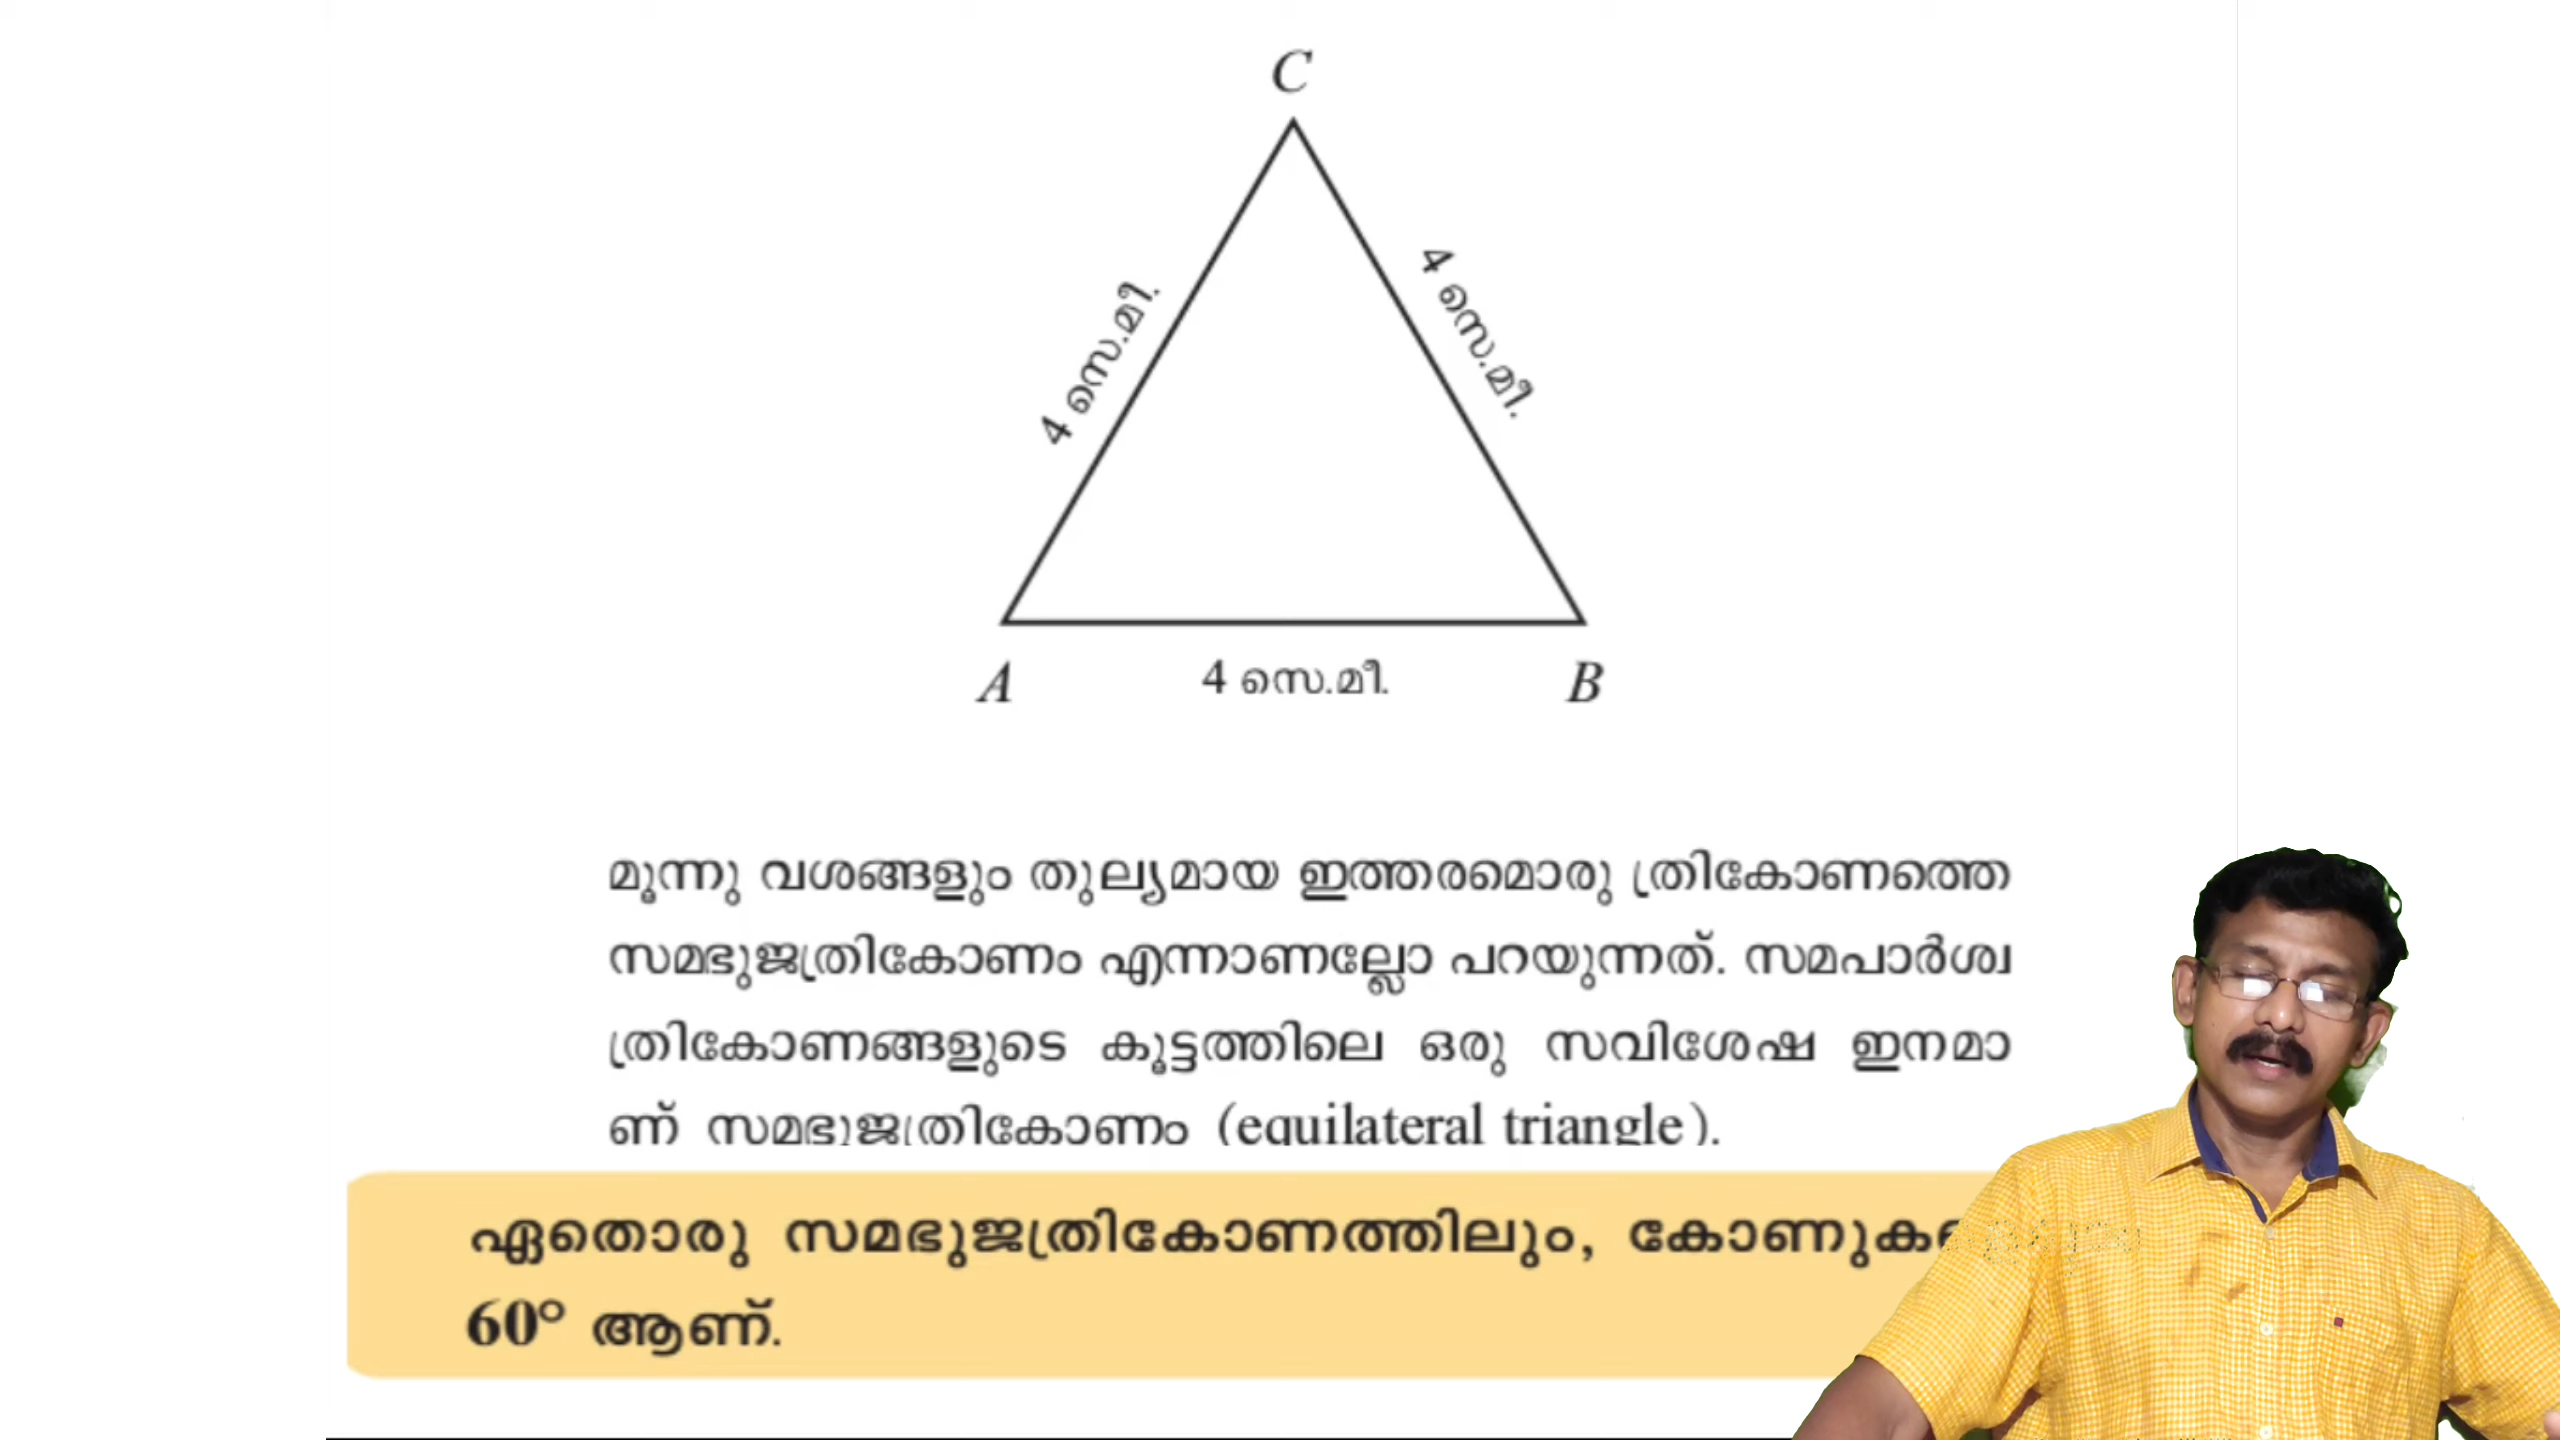 C
4 സെ.മീ.
4 സെ.മീ.
A
4 സെ.മീ.
B
മൂന്നു വശങ്ങളും തുല്യമായ ഇത്തരമൊരു ത്രികോണത്തെ
സമഭുജത്രികോണം എന്നാണല്ലോ പറയുന്നത്. സമപാർശ്വ
ത്രികോണങ്ങളുടെ കൂട്ടത്തിലെ ഒരു സവിശേഷ ഇനമാ
ണ് സമഭുജത്രികോണം (equilateral triangle).
ഏതൊരു സമഭുജത്രികോണത്തിലും,
60° ആണ്.